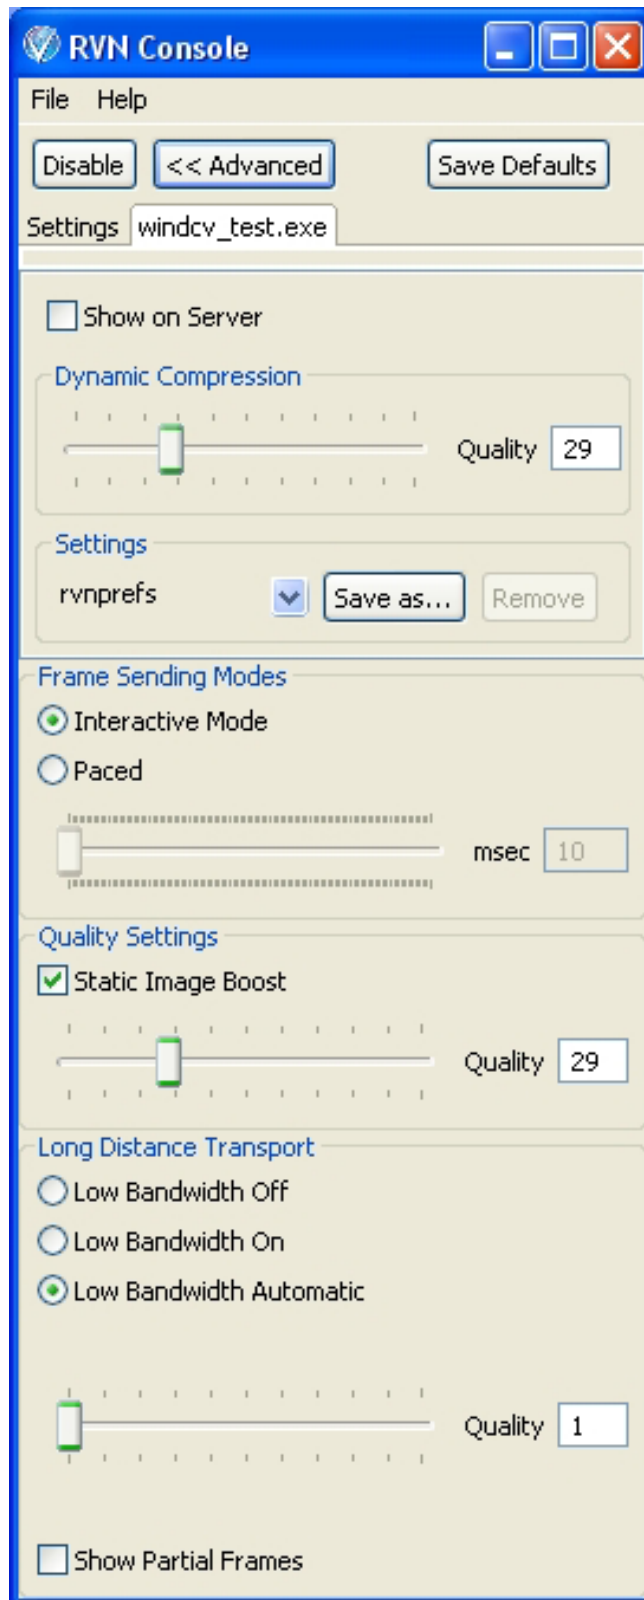 RVN Console
File Help
Disable << Advanced Save Defaults
Settings windcv_test.exe
Show on Server
Dynamic Compression
Quality 29
Settings
rvnprefs Save as... Remove
Frame Sending Modes
Interactive Mode
Paced
msec 10
Quality Settings
Static Image Boost
Quality 29
Long Distance Transport
Low Bandwidth Off
Low Bandwidth On
Low Bandwidth Automatic
Quality 1
Show Partial Frames